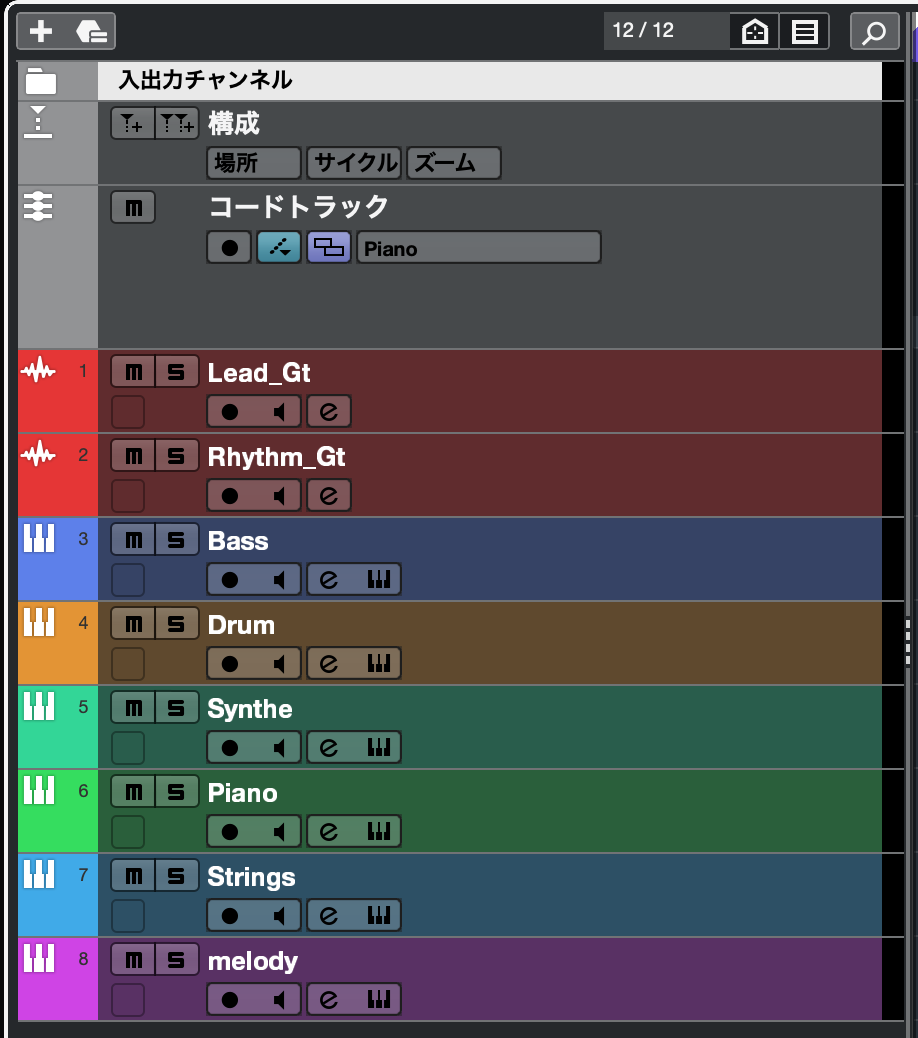 12 / 12
入出力チャンネル
構成
場所 サイクル ズーム
m コードトラック
Piano
1 m S Lead_Gt
e
2 m S Rhythm_Gt
e
3 m S Bass
e
4 m S Drum
e
5 m S Synthe
e
6 m S Piano
e
7 m S Strings
e
8 m S melody
e